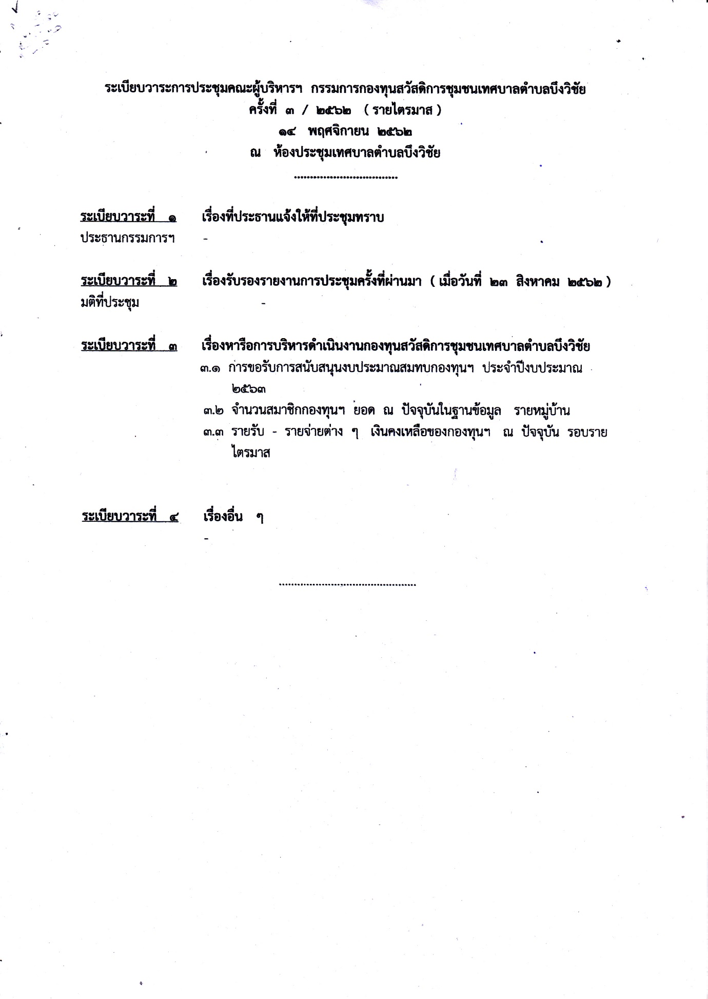 ระเบียบวาระการประชุมคณะผู้บริหารฯ กรรมการกองทุนสวัสดิการชุมชนเทศบาลตำบลบึงวิชัย
ครั้งที่ ๓ / ๒๕๖๒ ( รายไตรมาส )
๑๔ พฤศจิกายน ๒๕๖๒
ณ ห้องประชุมเทศบาลตำบลบึงวิชัย
.................................
ระเบียบวาระที่ ๑ เรื่องที่ประธานแจ้งให้ที่ประชุมทราบ
ประธานกรรมการฯ -
ระเบียบวาระที่ ๒ เรื่องรับรองรายงานการประชุมครั้งที่ผ่านมา ( เมื่อวันที่ ๒๓ สิงหาคม ๒๕๖๒ )
มติที่ประชุม -
ระเบียบวาระที่ ๓ เรื่องหารือการบริหารดำเนินงานกองทุนสวัสดิการชุมชนเทศบาลตำบลบึงวิชัย
๓.๑ การขอรับการสนับสนุนงบประมาณสมทบกองทุนฯ ประจำปีงบประมาณ
๒๕๖๓
๓.๒ จำนวนสมาชิกกองทุนฯ ยอด ณ ปัจจุบันในฐานข้อมูล รายหมู่บ้าน
๓.๓ รายรับ - รายจ่ายต่าง ๆ เงินคงเหลือของกองทุนฯ ณ ปัจจุบัน รอบราย
ไตรมาส
ระเบียบวาระที่ ๔ เรื่องอื่น ๆ
-
.............................................